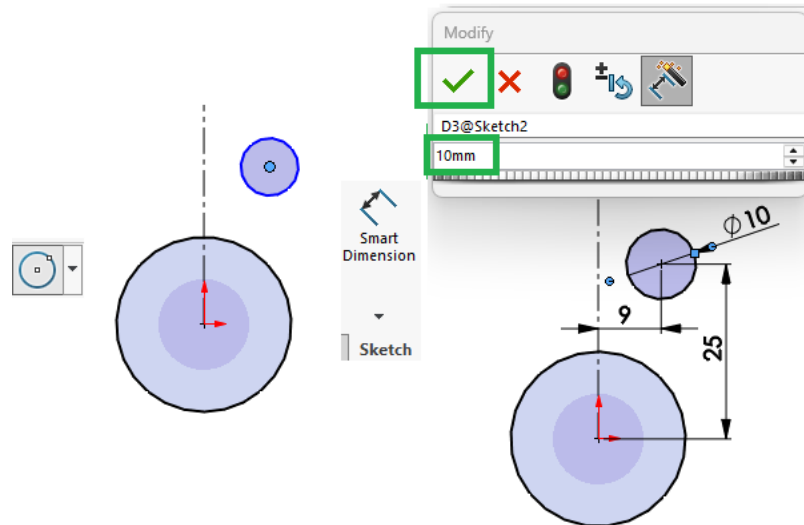 Modify
D3@Sketch2
10mm
Smart
Dimension
Sketch
⌀10
9
25